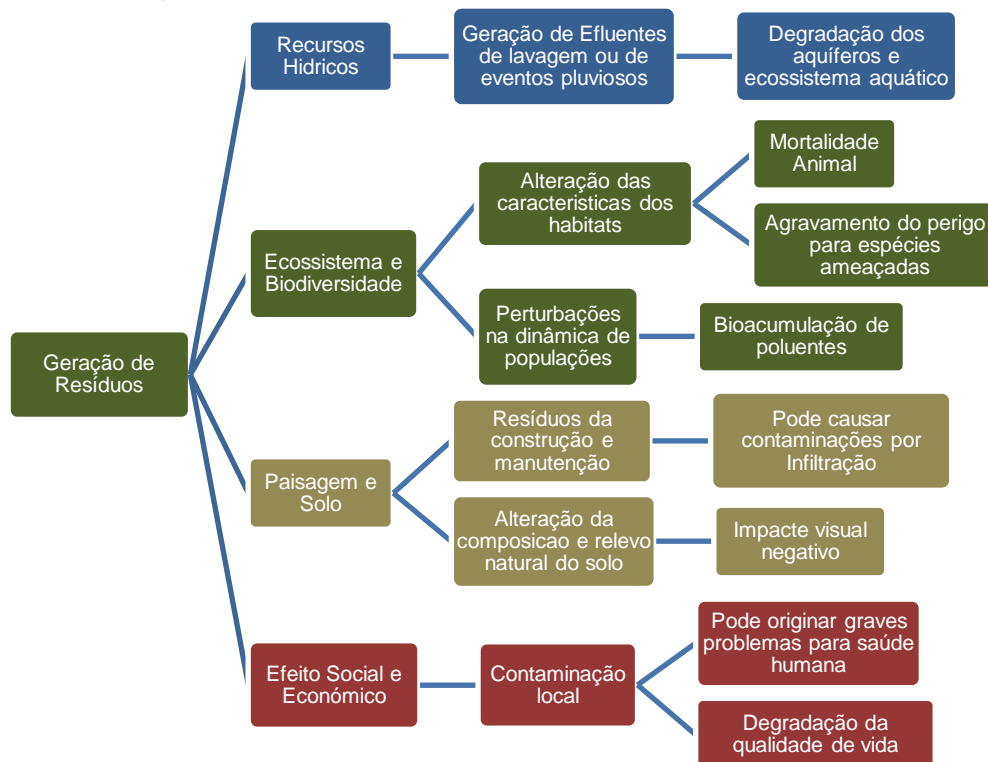 Recursos
Hidricos
Geração de Efluentes
de lavagem ou de
eventos pluviosos
Degradação dos
aquíferos e
ecossistema aquático
Mortalidade
Animal
Alteração das
caracteristicas dos
habitats
Agravamento do perigo
para espécies
ameaçadas
Ecossistema e
Biodiversidade
Perturbações
na dinâmica de
populações
Bioacumulação de
poluentes
Geração de
Resíduos
Resíduos da
construção e
manutenção
Pode causar
contaminações por
Infiltração
Paisagem e
Solo
Alteração da
composicao e relevo
natural do solo
Impacte visual
negativo
Pode originar graves
problemas para saúde
humana
Efeito Social e
Económico
Contaminação
local
Degradação da
qualidade de vida